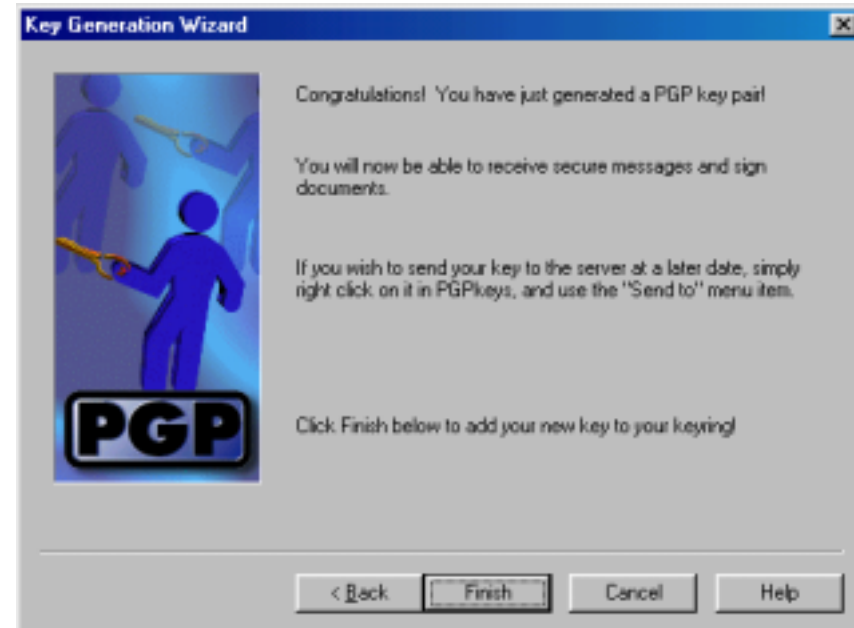 Key Generation Wizard
Congratulations! You have just generated a PGP key pair!
You will now be able to receive secure messages and sign
documents.
If you wish to send your key to the server at a later date, simply
right click on it in PGPkeys, and use the "Send to" menu item.
PGP
Click Finish below to add your new key to your keyring!
< Back
Finish
Cancel
Help